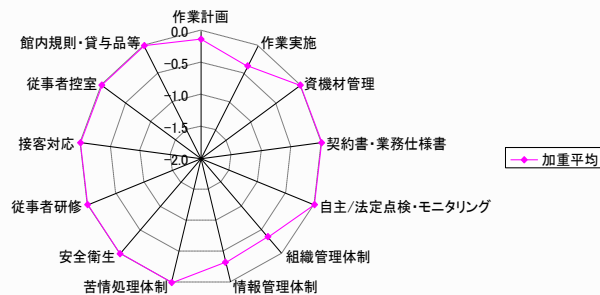 作業計画
作業実施
資機材管理
契約書・業務仕様書
自主/法定点検・モニタリング
組織管理体制
情報管理体制
苦情処理体制
安全衛生
従事者研修
接客対応
従事者控室
館内規則・貸与品等
0.0
-0.5
-1.0
-1.5
-2.0
加重平均